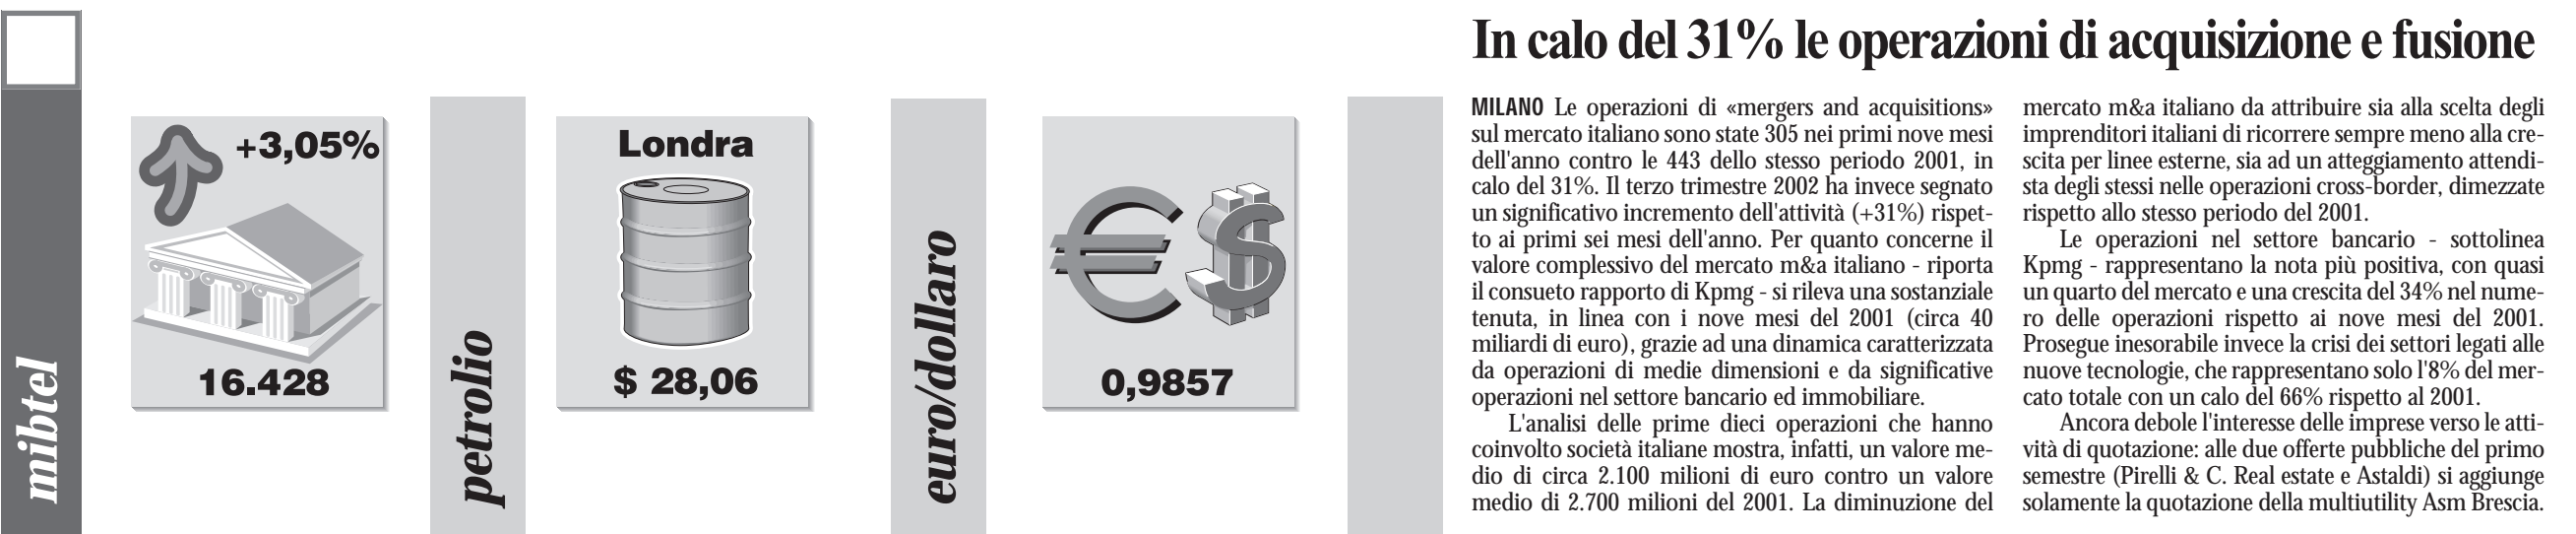 mibtel
+3,05%
16.428
petrolio
Londra
$ 28,06
euro/dollaro
0,9857
In calo del 31% le operazioni di acquisizione e fusione
MILANO Le operazioni di «mergers and acquisitions»
sul mercato italiano sono state 305 nei primi nove mesi
dell'anno contro le 443 dello stesso periodo 2001, in
calo del 31%. Il terzo trimestre 2002 ha invece segnato
un significativo incremento dell'attività (+31%) rispet-
to ai primi sei mesi dell'anno. Per quanto concerne il
valore complessivo del mercato m&a italiano - riporta
il consueto rapporto di Kpmg - si rileva una sostanziale
tenuta, in linea con i nove mesi del 2001 (circa 40
miliardi di euro), grazie ad una dinamica caratterizzata
da operazioni di medie dimensioni e da significative
operazioni nel settore bancario ed immobiliare.
L'analisi delle prime dieci operazioni che hanno
coinvolto società italiane mostra, infatti, un valore me-
dio di circa 2.100 milioni di euro contro un valore
medio di 2.700 milioni del 2001. La diminuzione del
mercato m&a italiano da attribuire sia alla scelta degli
imprenditori italiani di ricorrere sempre meno alla cre-
scita per linee esterne, sia ad un atteggiamento attendi-
sta degli stessi nelle operazioni cross-border, dimezzate
rispetto allo stesso periodo del 2001.
Le operazioni nel settore bancario - sottolinea
Kpmg - rappresentano la nota più positiva, con quasi
un quarto del mercato e una crescita del 34% nel nume-
ro delle operazioni rispetto ai nove mesi del 2001.
Prosegue inesorabile invece la crisi dei settori legati alle
nuove tecnologie, che rappresentano solo l'8% del mer-
cato totale con un calo del 66% rispetto al 2001.
Ancora debole l'interesse delle imprese verso le atti-
vità di quotazione: alle due offerte pubbliche del primo
semestre (Pirelli & C. Real estate e Astaldi) si aggiunge
solamente la quotazione della multiutility Asm Brescia.